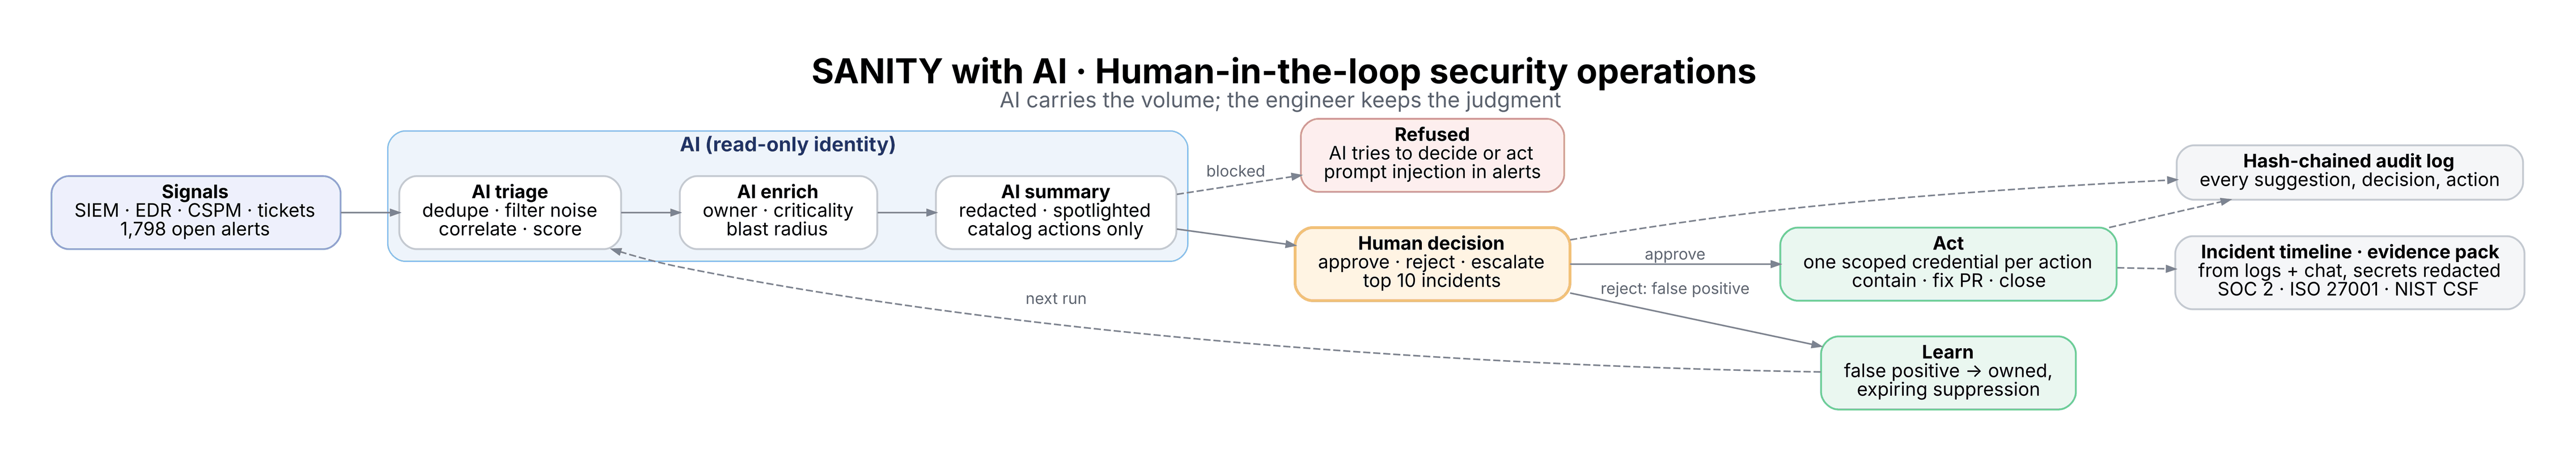 SANITY with AI · Human-in-the-loop security operations
AI carries the volume; the engineer keeps the judgment
Signals
SIEM · EDR · CSPM · tickets
1,798 open alerts
AI (read-only identity)
AI triage
dedupe · filter noise
correlate · score
AI enrich
owner · criticality
blast radius
AI summary
redacted · spotlighted
catalog actions only
blocked
Refused
AI tries to decide or act
prompt injection in alerts
Human decision
approve · reject · escalate
top 10 incidents
approve
reject: false positive
next run
Act
one scoped credential per action
contain · fix PR · close
Learn
false positive → owned,
expiring suppression
Hash-chained audit log
every suggestion, decision, action
Incident timeline · evidence pack
from logs + chat, secrets redacted
SOC 2 · ISO 27001 · NIST CSF